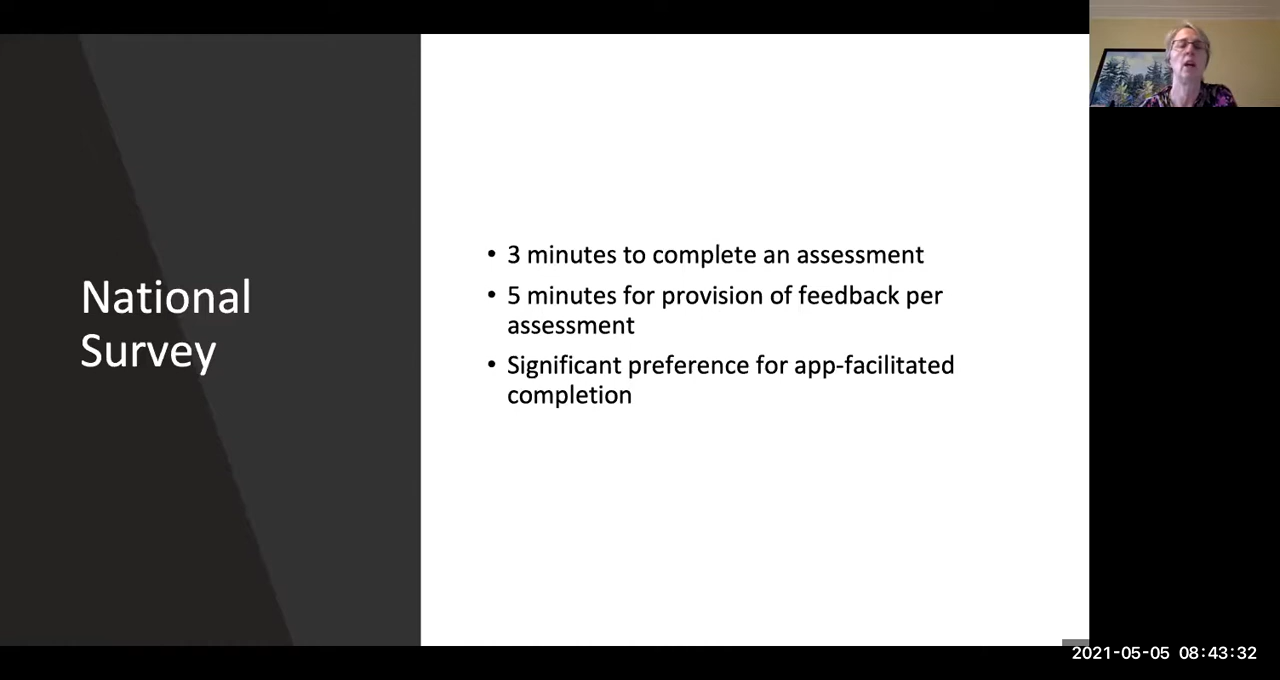 National
Survey
• 3 minutes to complete an assessment
• 5 minutes for provision of feedback per
assessment
• Significant preference for app-facilitated
completion
2021-05-05 08:43:32